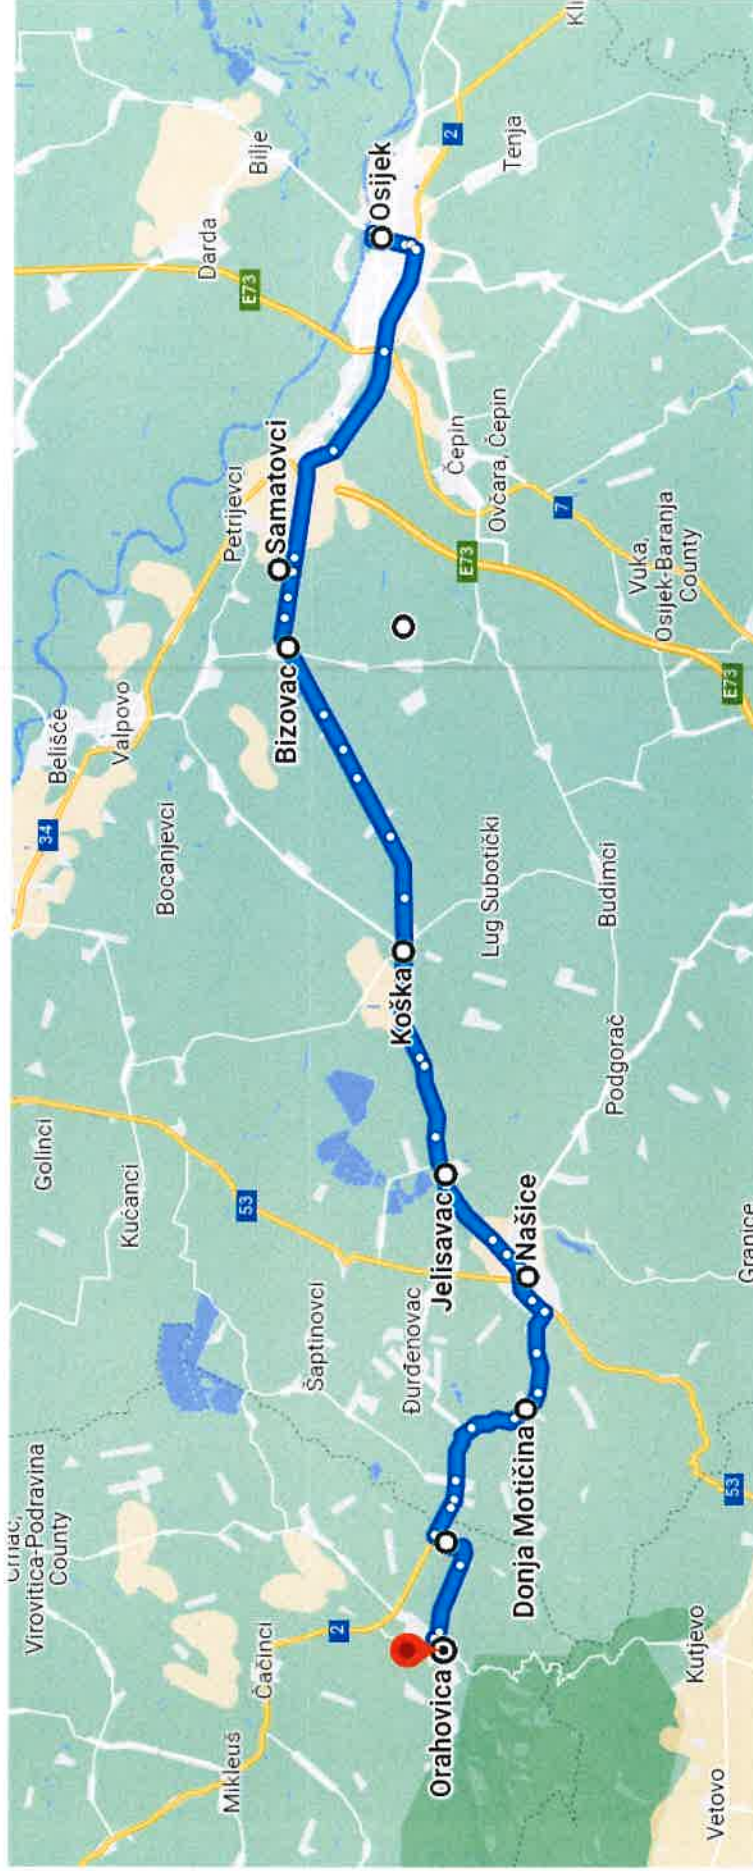 Virovitica-Podravina
County
Golinci
34
Belišće
Kućanci
Valpovo
Bocanjevci
Mikleuš
Čačinci
53
Šaptinovci
Petrijevci
Darda
Bilje
E73
2
Samatovci
Bizovac
Osijek
Đurđenovac
Koška
Orahovica
Jelisavac
Čepin
2
E73
Lug Subotički
Ovčara, Čepin
Tenja
Donja Motičina
Našice
7
Kli
Podgorač
Budimci
Vuka,
Osijek-Baranja
County
Kutjevo
Vetovo
53
Granice
E73